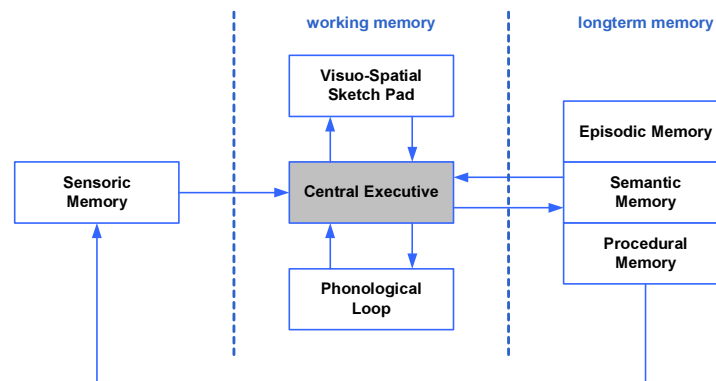 working memory
longterm memory
Visuo-Spatial
Sketch Pad
Episodic Memory
Sensoric
Memory
Central Executive
Semantic
Memory
Procedural
Memory
Phonological
Loop